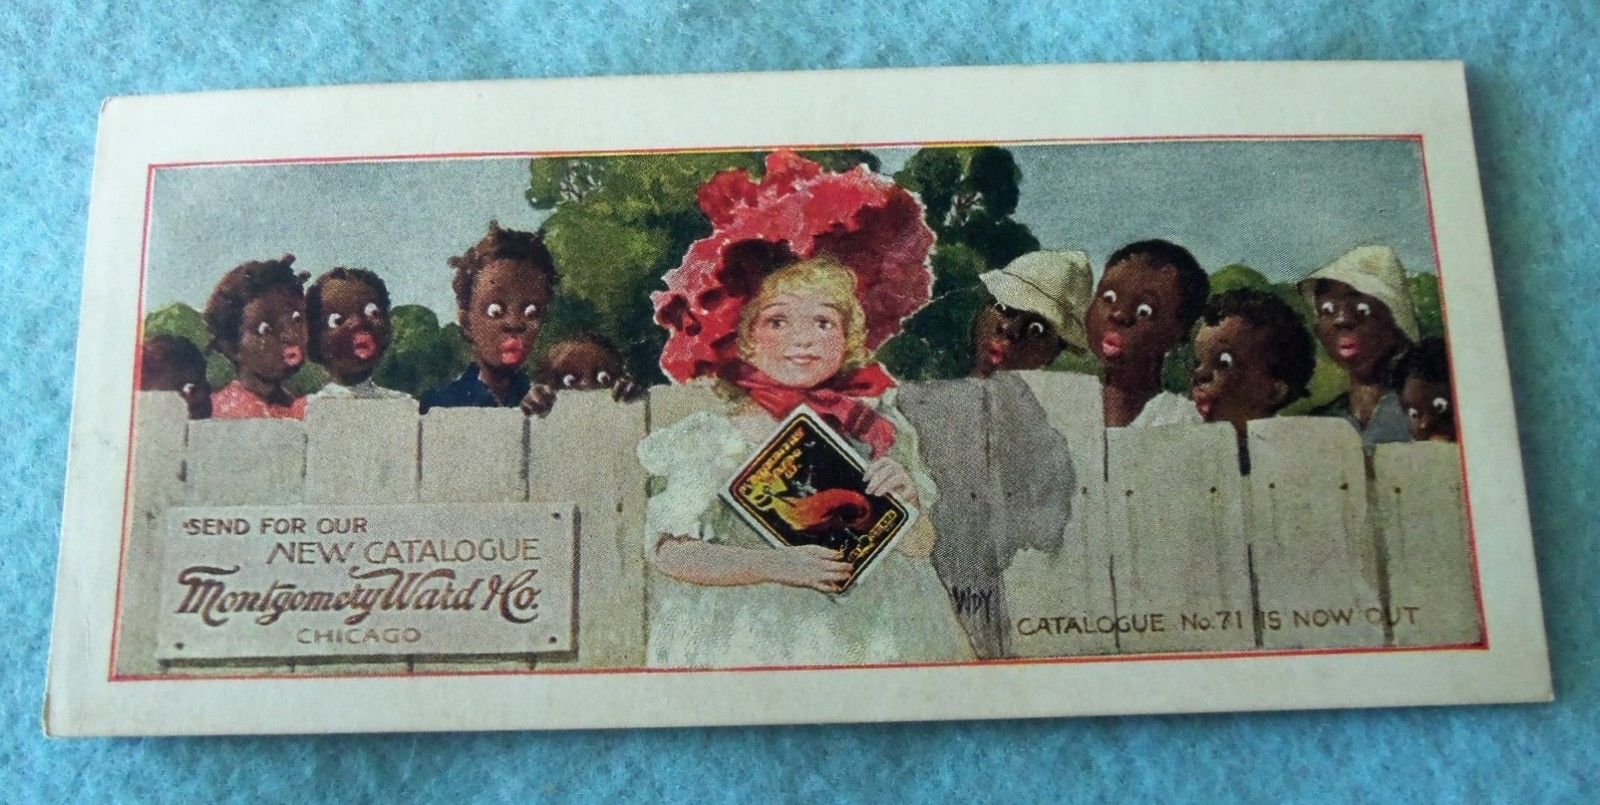 SEND FOR OUR
NEW CATALOGUE
Montgomery Ward & Co.
CHICAGO
CATALOGUE No. 71 IS NOW OUT